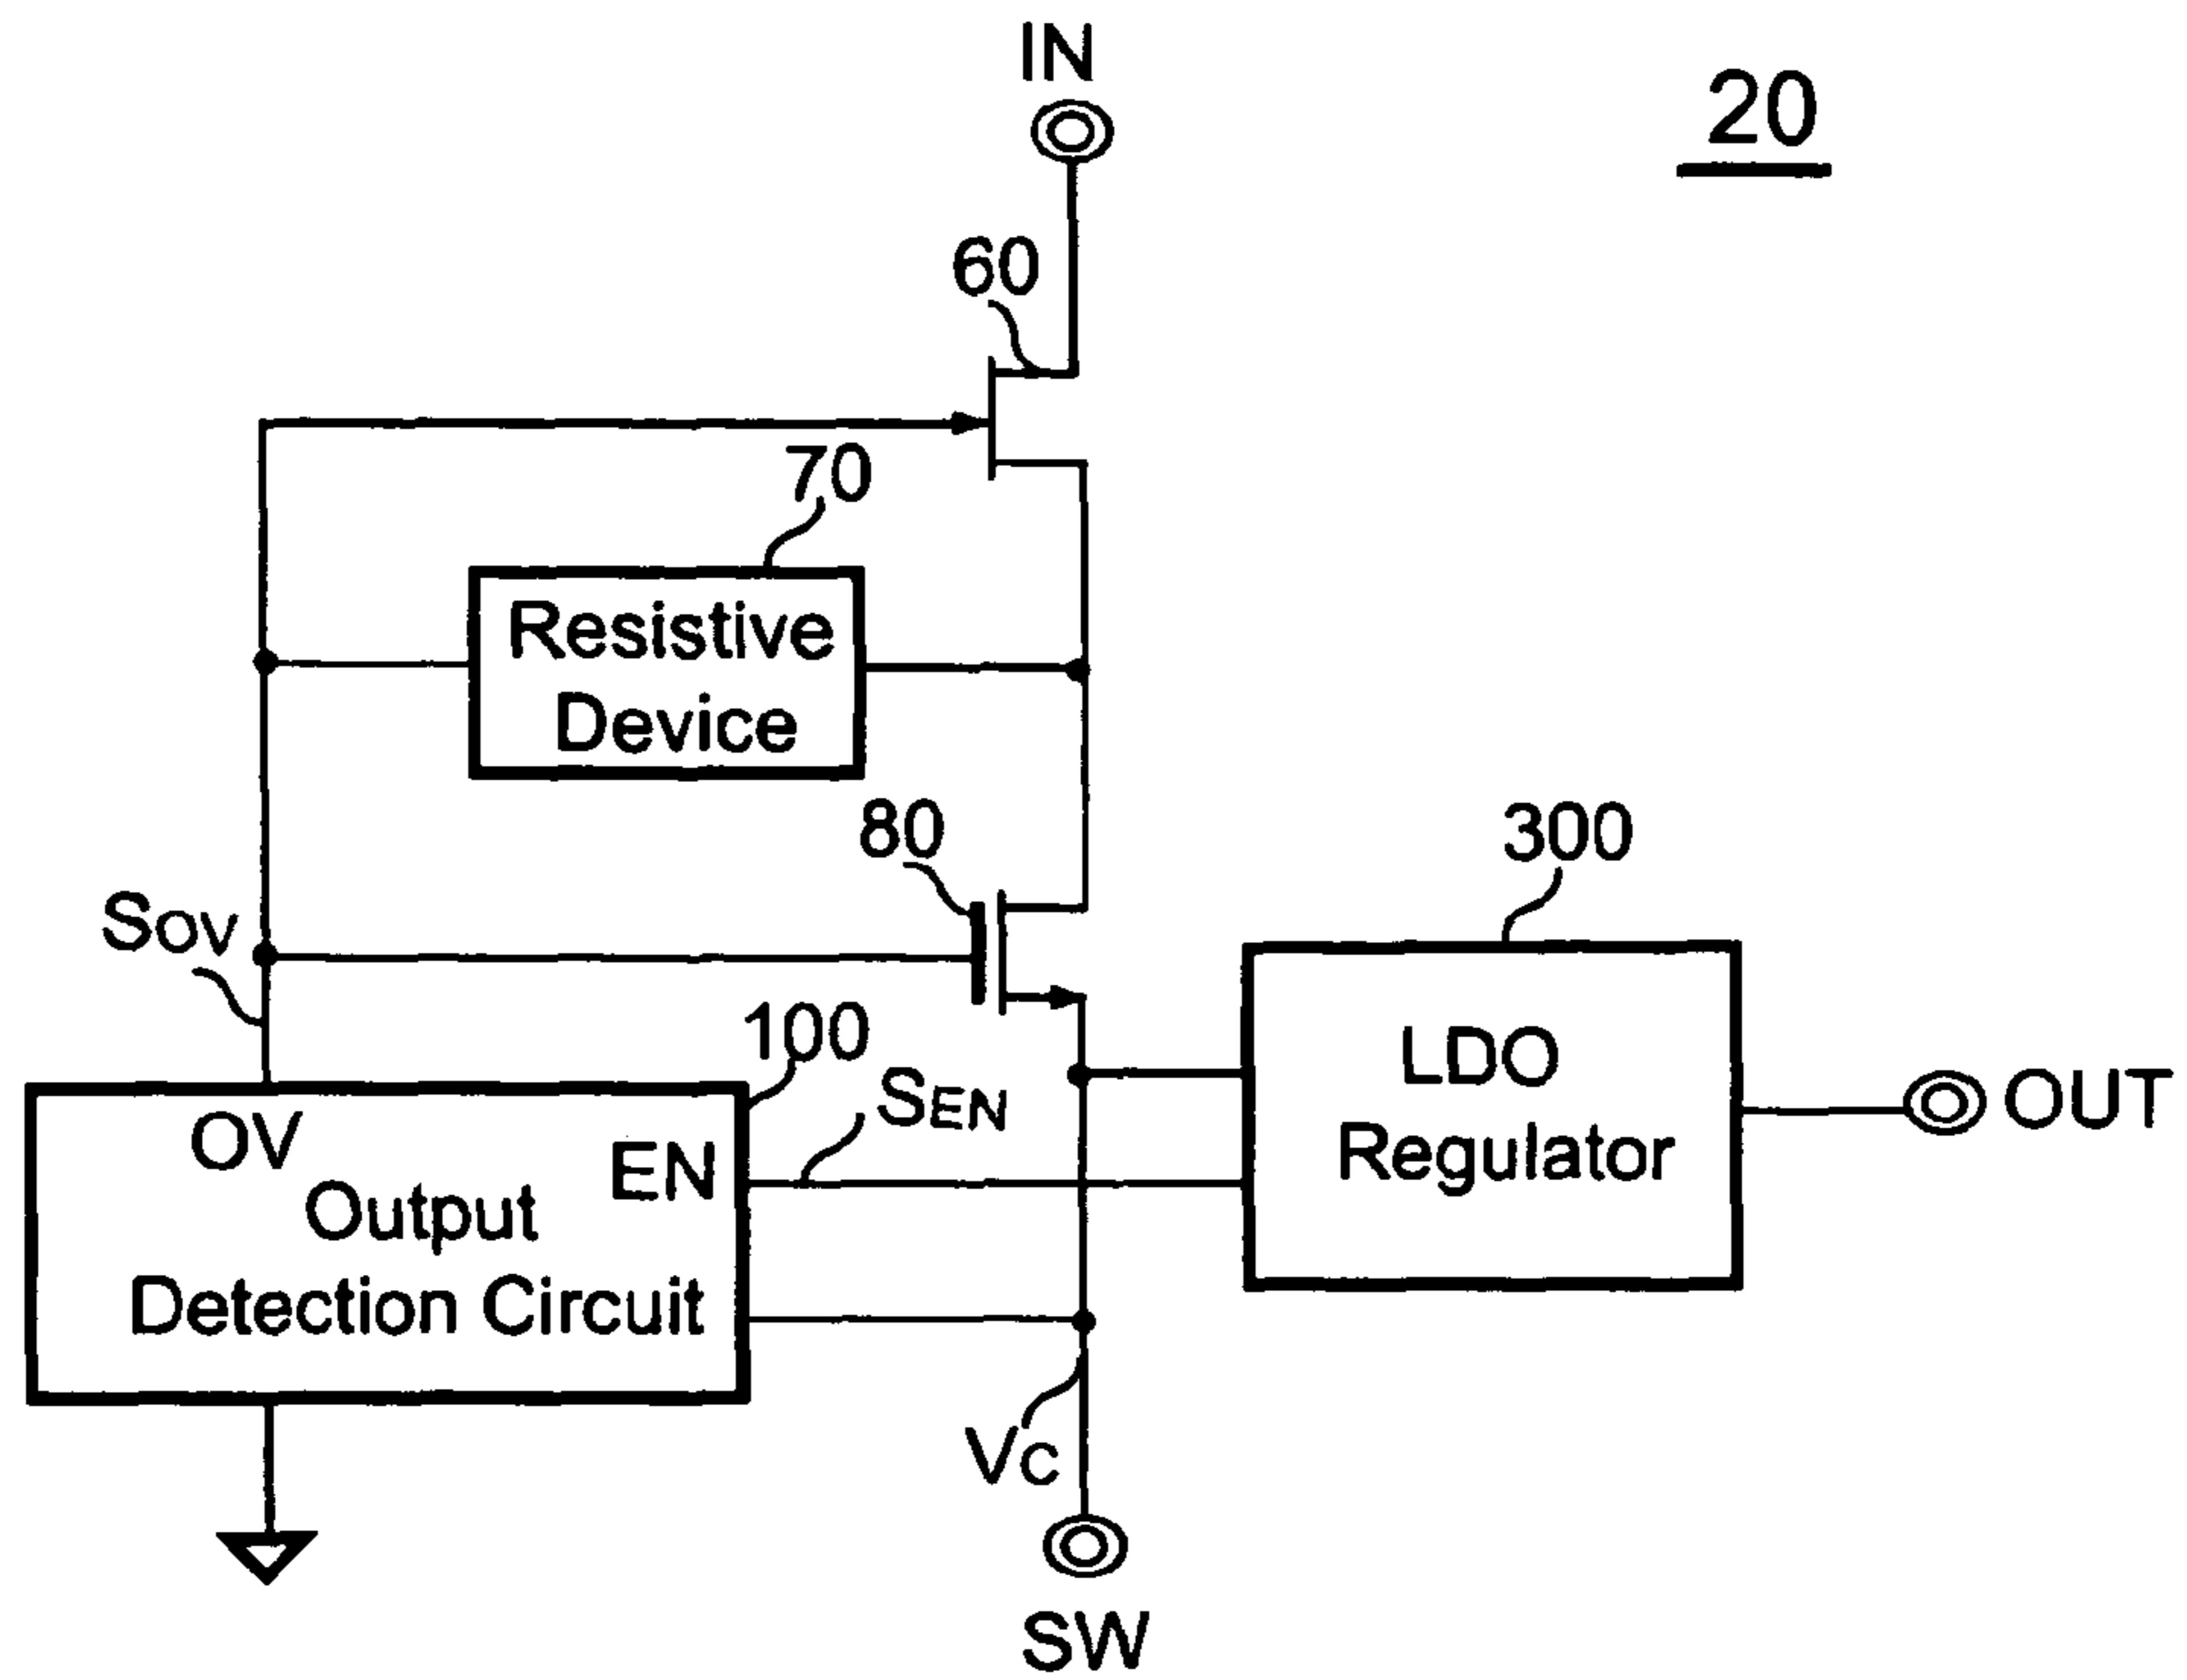 IN
20
60
70
Resistive
Device
80
300
SOV
100
SEN
LDO
Regulator
OUT
OV
EN
Output
Detection Circuit
VC
SW